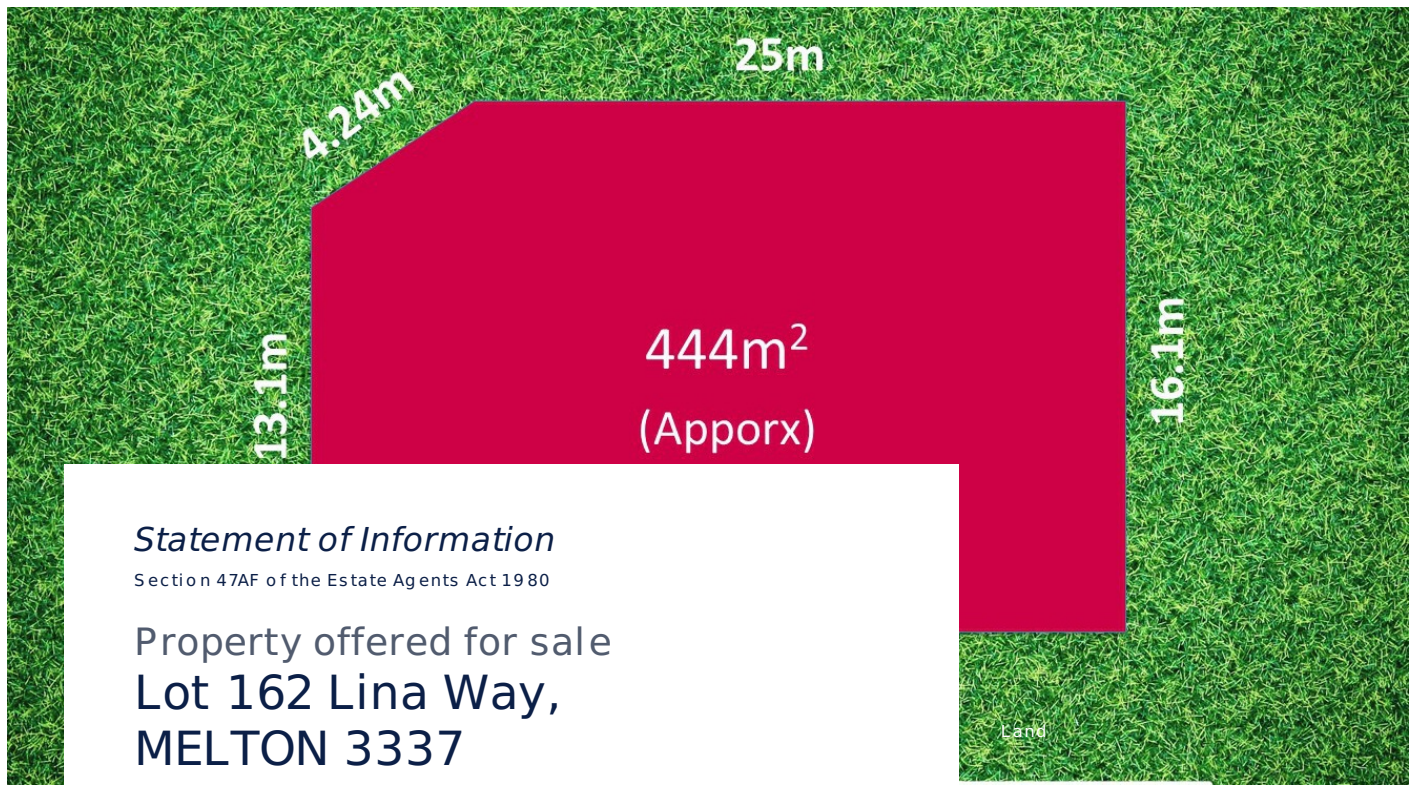 25m
4.24m
444m²
(Apporx)
13.1m
16.1m
Statement of Information
Section 47AF of the Estate Agents Act 1980
Property offered for sale
Lot 162 Lina Way,
MELTON 3337
Land